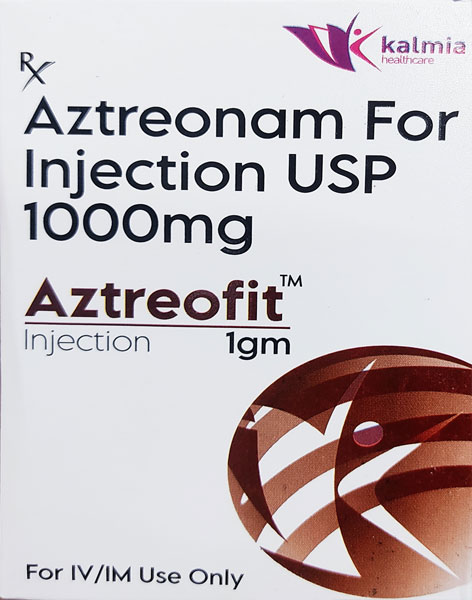 kalmia
healthcare
Rx
Aztreonam For
Injection USP
1000mg
Aztreofit™
Injection 1gm
For IV/IM Use Only